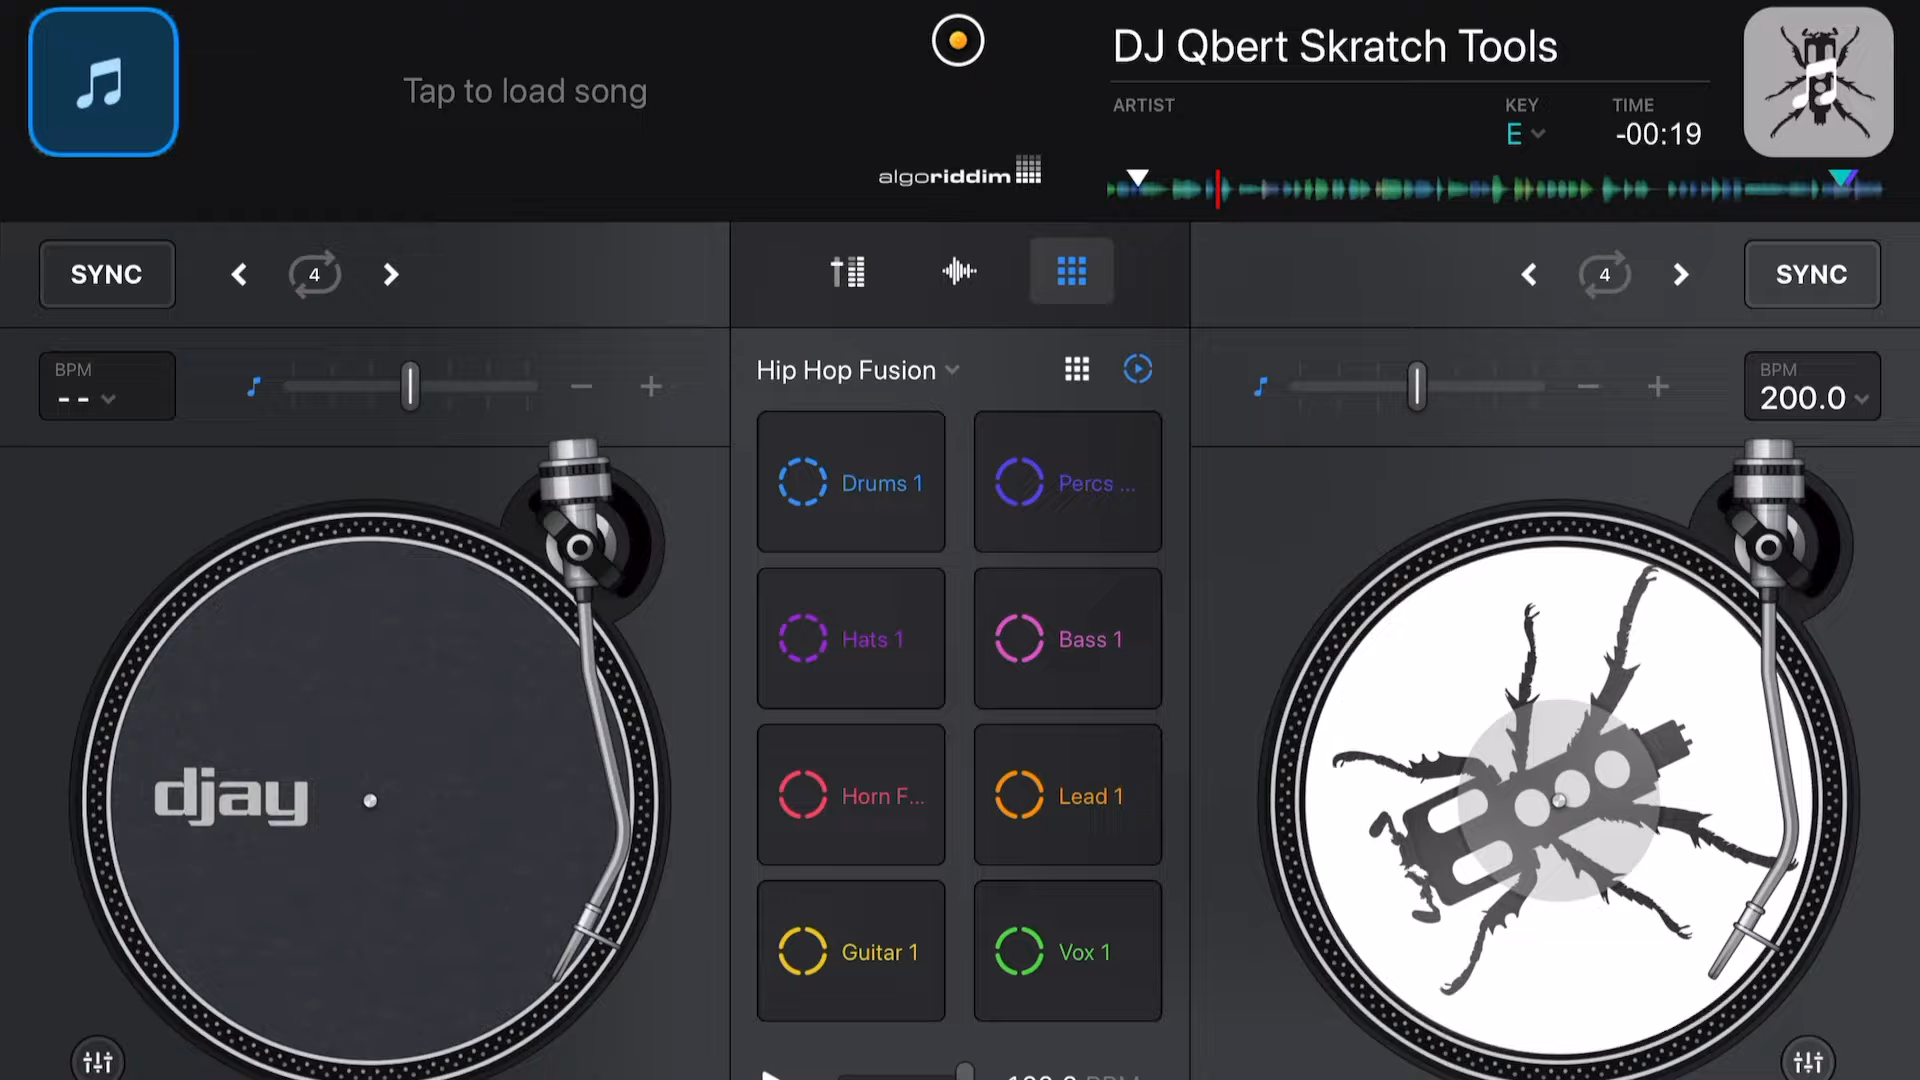 Tap to load song
DJ Qbert Skratch Tools
ARTIST
KEY
TIME
E
-00:19
algoriddim
SYNC
4
4
SYNC
BPM
--
Hip Hop Fusion
BPM
200.0
Drums 1
Percs ...
Hats 1
Bass 1
djay
Horn F...
Lead 1
Guitar 1
Vox 1